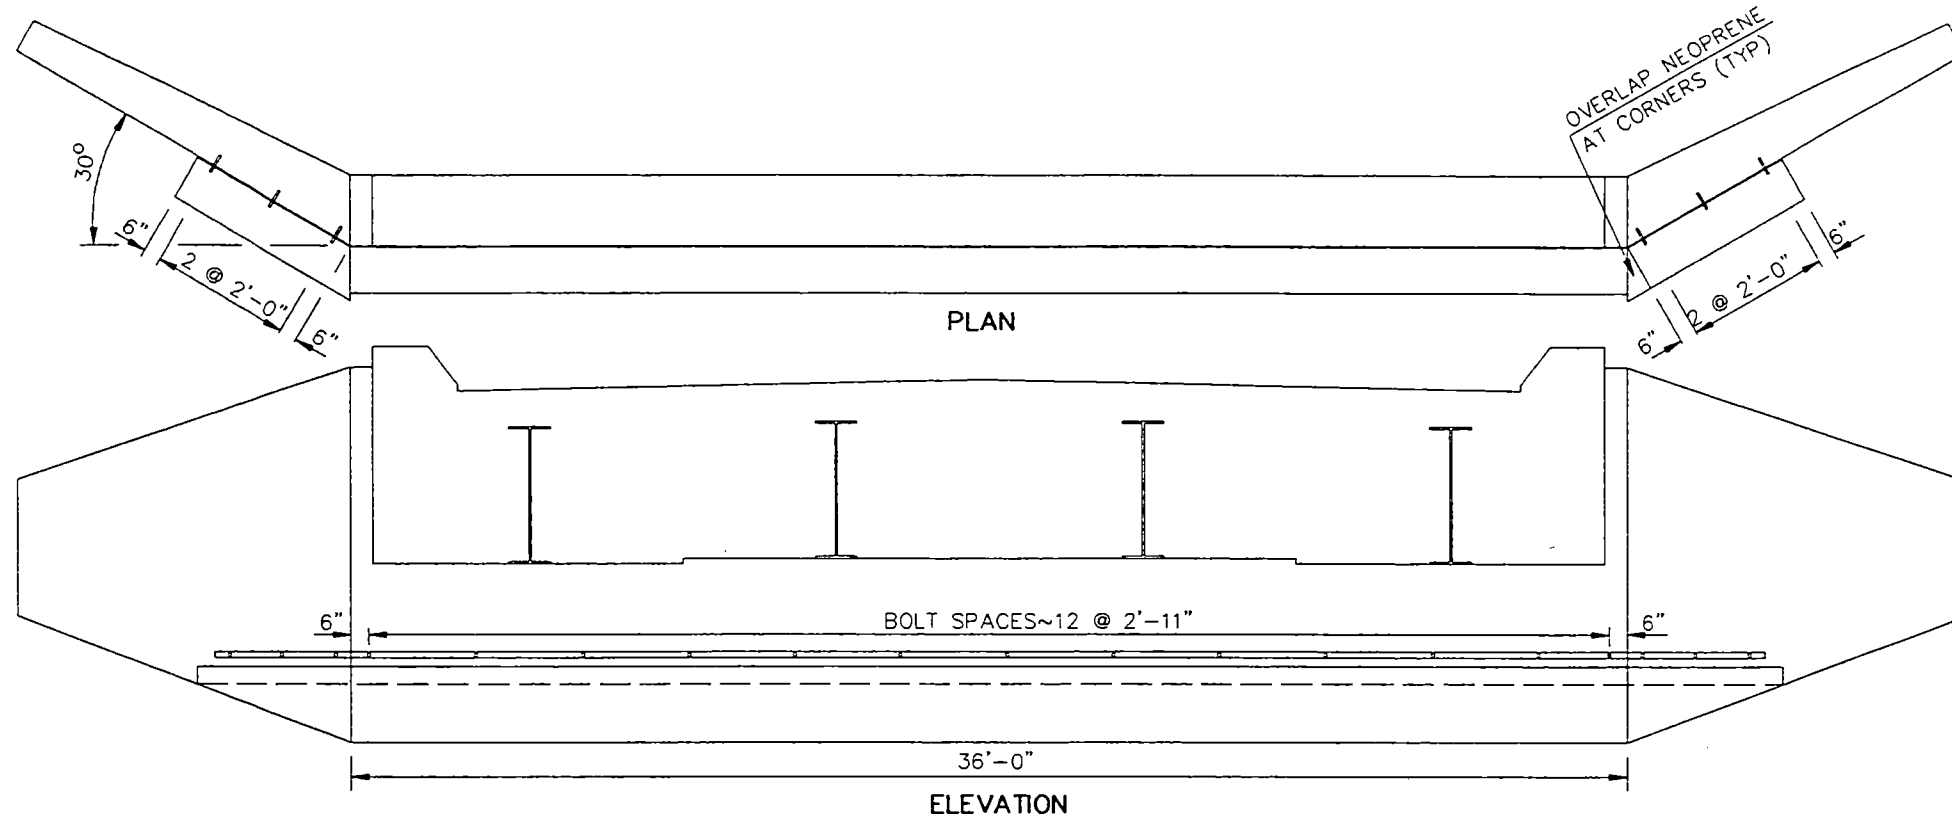 OVERLAP NEOPRENE
AT CORNERS (TYP)
30°
6"
2 @ 2'-0"
6"
6"
2 @ 2'-0"
6"
PLAN
6"
BOLT SPACES~12 @ 2'-11"
6"
36'-0"
ELEVATION